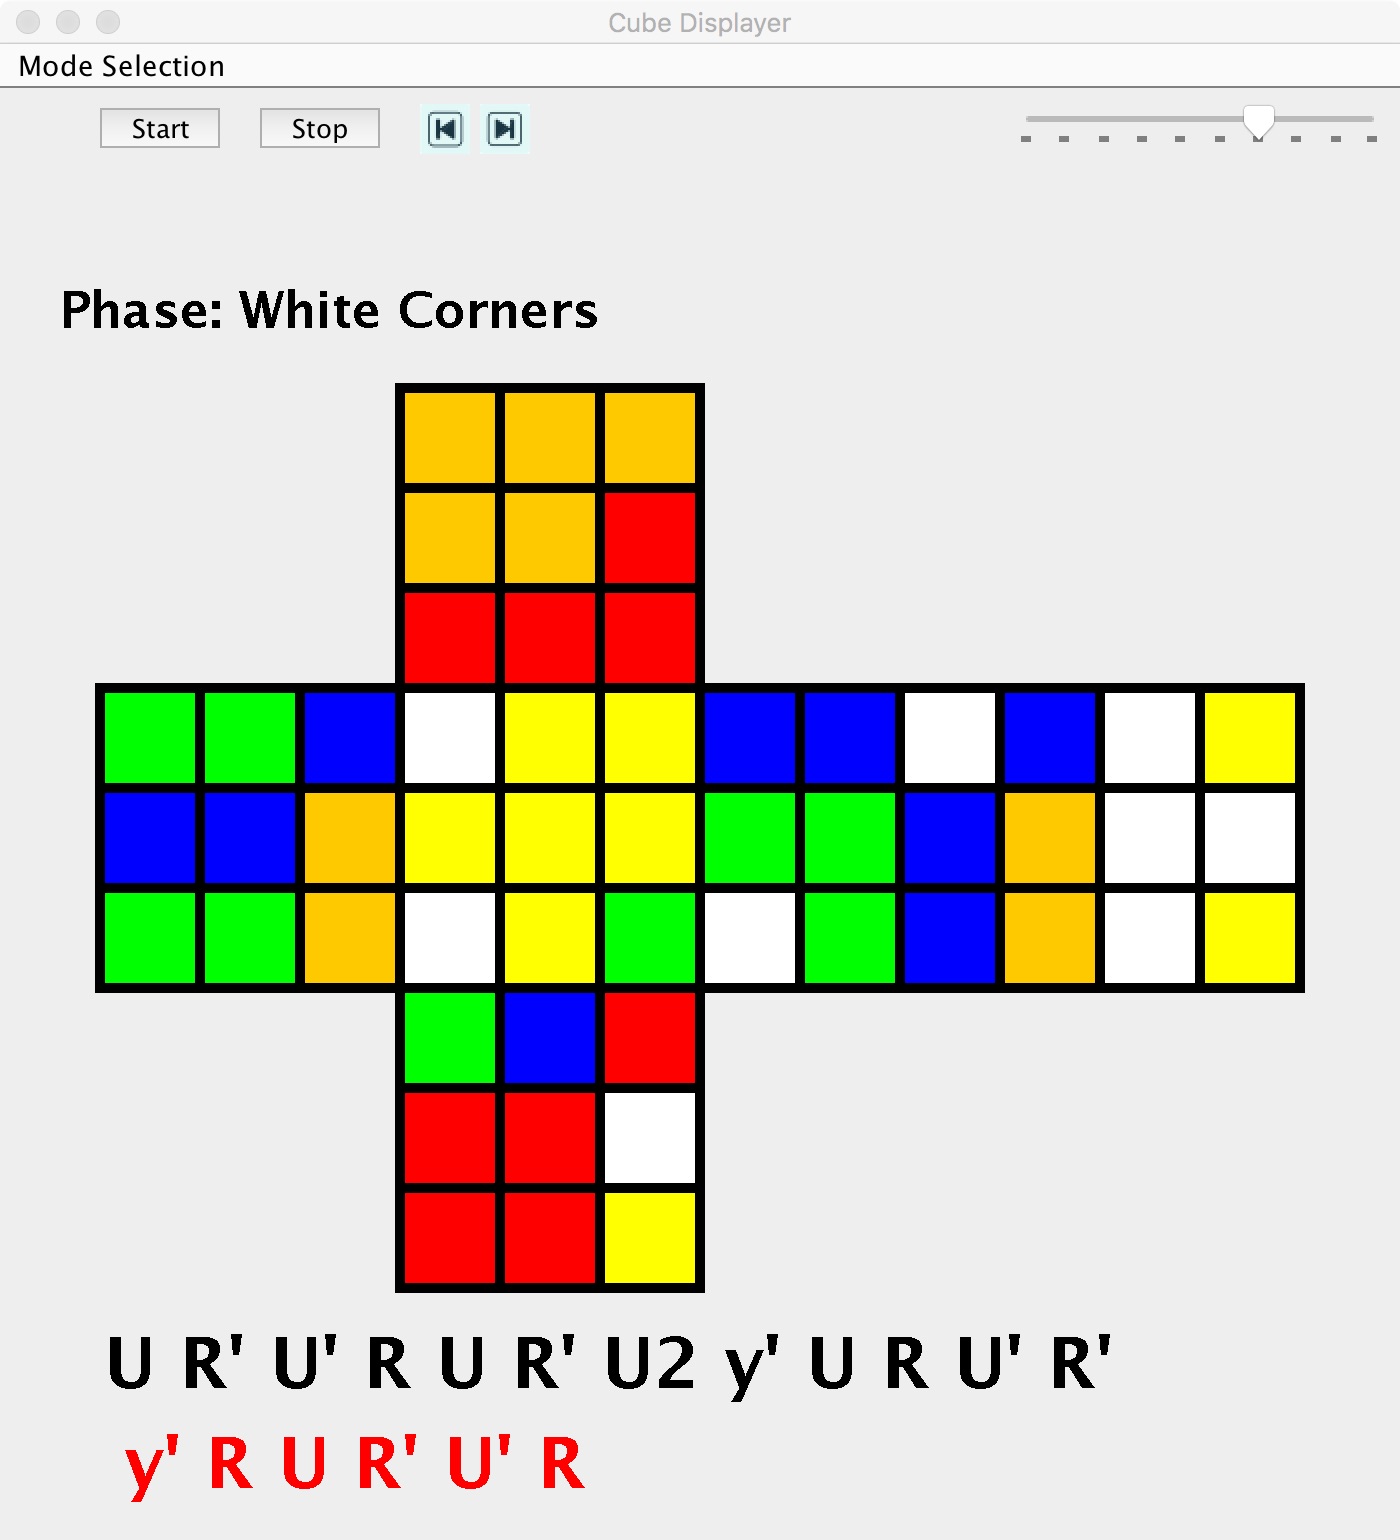 Cube Displayer
Mode Selection
Start Stop
Phase: White Corners
U R' U' R U R' U2 y' U R U' R'
y' R U R' U' R